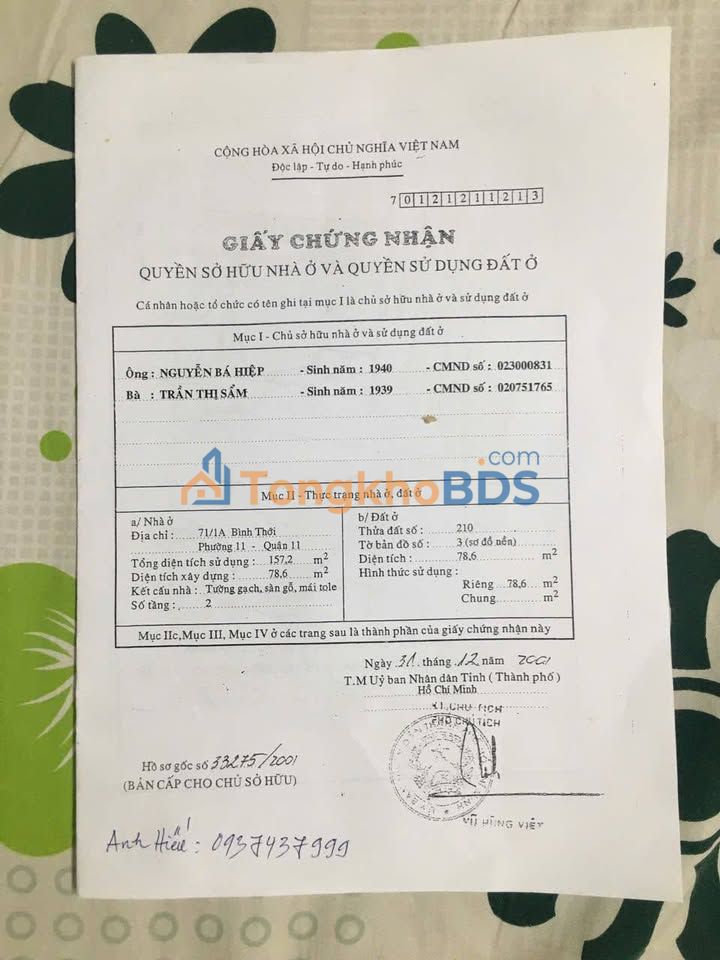 CỘNG HÒA XÃ HỘI CHỦ NGHĨA VIỆT NAM
Độc lập - Tự do - Hạnh phúc
7 0 1 2 1 2 1 1 2 1 3
GIẤY CHỨNG NHẬN
QUYỀN SỞ HỮU NHÀ Ở VÀ QUYỀN SỬ DỤNG ĐẤT Ở
Cá nhân hoặc tổ chức có tên ghi tại mục I là chủ sở hữu nhà ở và sử dụng đất ở
Mục I - Chủ sở hữu nhà ở và sử dụng đất ở
Ông : NGUYỄN BÁ HIỆP - Sinh năm : 1940 - CMND số : 023000831
Bà : TRẦN THỊ SẨM - Sinh năm : 1939 - CMND số : 020751765
TongkhoBDS.com
Mục II - Thực trạng nhà ở, đất ở
a/ Nhà ở
Địa chỉ : 71/1A Bình Thới
Phường 11 - Quận 11
Tổng diện tích sử dụng : 157,2 m2
Diện tích xây dựng : 78,6 m2
Kết cấu nhà : Tường gạch, sàn gỗ, mái tole
Số tầng : 2
b/ Đất ở
Thửa đất số : 210
Tờ bản đồ số : 3 (sơ đồ nền)
Diện tích : 78,6 m2
Hình thức sử dụng :
Riêng 78,6 m2
Chung m2
Mục IIc, Mục III, Mục IV ở các trang sau là thành phần của giấy chứng nhận này
Ngày 31 tháng 12 năm 2001
T.M Uỷ ban Nhân dân Tỉnh ( Thành phố )
Hồ Chí Minh
KT. CHỦ TỊCH
PHÓ CHỦ TỊCH
VŨ HÙNG VIỆT
Hồ sơ gốc số 33275/2001
(BẢN CẤP CHO CHỦ SỞ HỮU)
Anh Hiếu : 0937437999